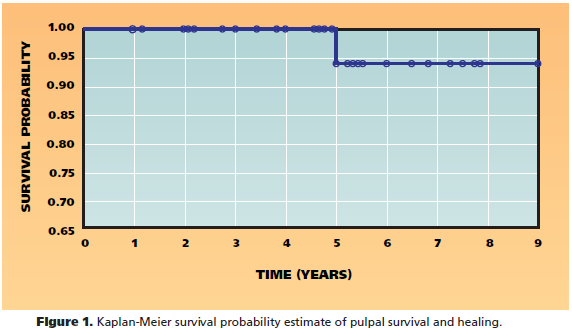 1.00
0.95
0.90
0.85
0.80
0.75
0.70
0.65
SURVIVAL PROBABILITY
0 1 2 3 4 5 6 7 8 9
TIME (YEARS)
Figure 1. Kaplan-Meier survival probability estimate of pulpal survival and healing.